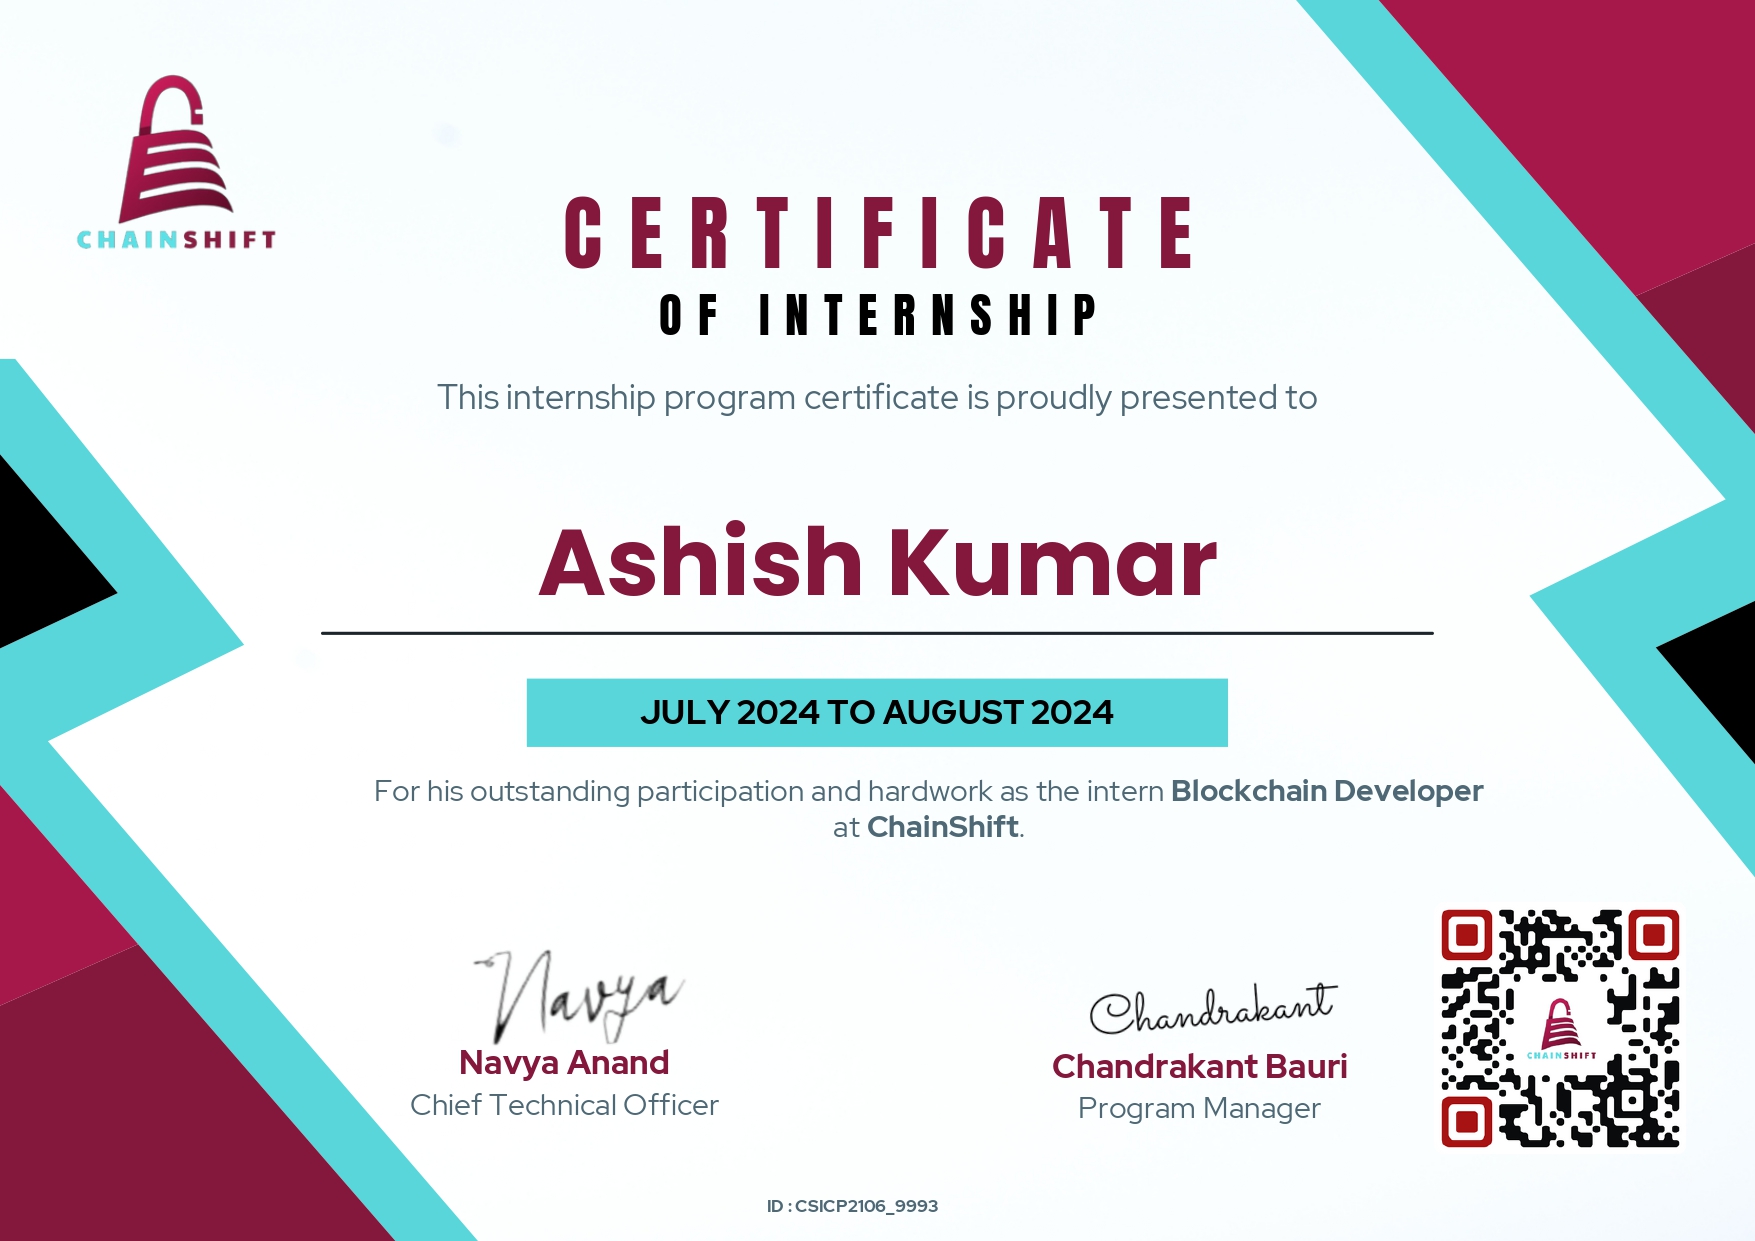 CHAINSHIFT
CERTIFICATE
OF INTERNSHIP
This internship program certificate is proudly presented to
Ashish Kumar
JULY 2024 TO AUGUST 2024
For his outstanding participation and hardwork as the intern Blockchain Developer
at ChainShift.
Navya
Navya Anand
Chief Technical Officer
Chandrakant
Chandrakant Bauri
Program Manager
CHAINSHIFT
ID : CSICP2106_9993